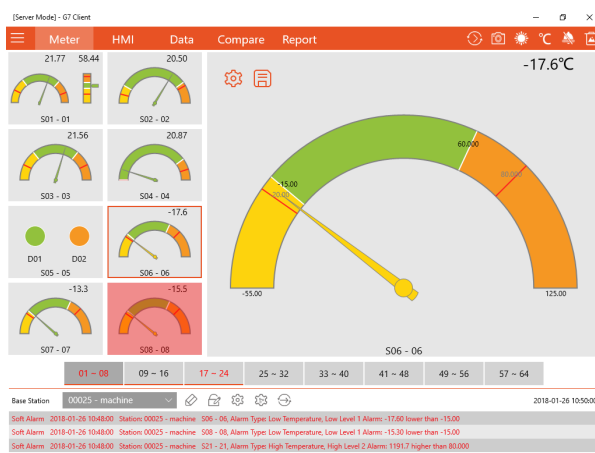 [Server Mode] - G7 Client
Meter HMI Data Compare Report °C
21.77 58.44
S01 - 01
20.50
S02 - 02
21.56
S03 - 03
20.87
S04 - 04
D01 D02
S05 - 05
-17.6
S06 - 06
-13.3
S07 - 07
-15.5
S08 - 08
-17.6℃
60.000
80.000
-15.00
-20.00
-55.00 125.00
S06 - 06
01 ~ 08 09 ~ 16 17 ~ 24 25 ~ 32 33 ~ 40 41 ~ 48 49 ~ 56 57 ~ 64
Base Station 00025 - machine 2018-01-26 10:50:00
Soft Alarm 2018-01-26 10:48:00 Station: 00025 - machine S06 - 06, Alarm Type: Low Temperature, Low Level 1 Alarm: -17.60 lower than -15.00
Soft Alarm 2018-01-26 10:48:00 Station: 00025 - machine S08 - 08, Alarm Type: Low Temperature, Low Level 1 Alarm: -15.30 lower than -15.00
Soft Alarm 2018-01-26 10:48:00 Station: 00025 - machine S21 - 21, Alarm Type: High Temperature, High Level 2 Alarm: 1191.7 higher than 80.000